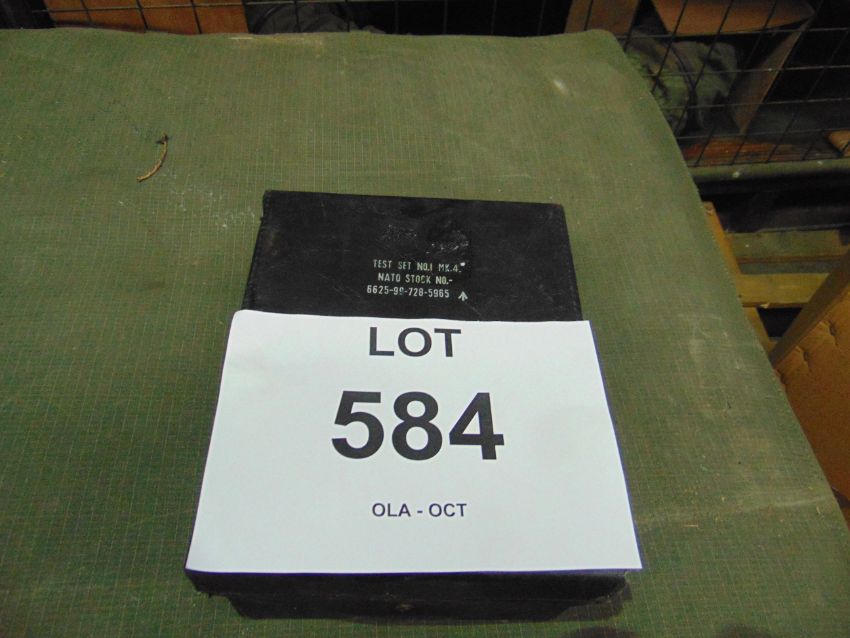 TEST SET NO.1 MK.4.
NATO STOCK NO.-
6625-99-728-5965
LOT
584
OLA - OCT